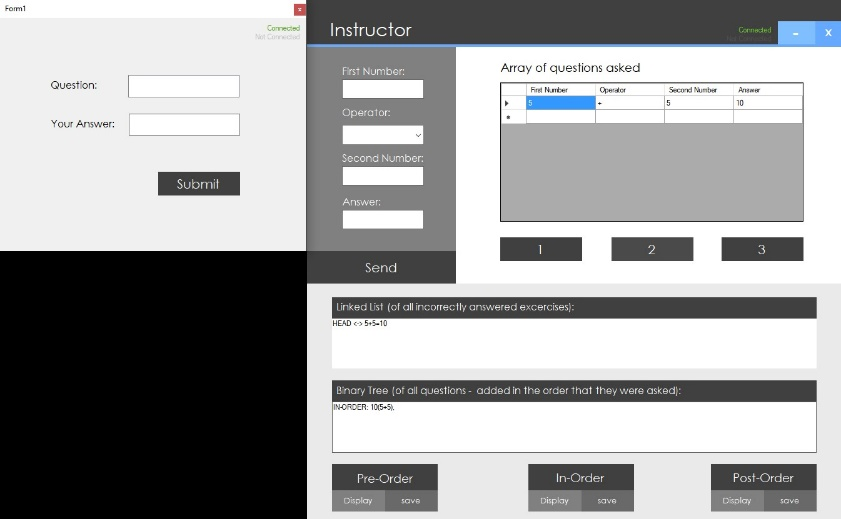 Form1
x
Connected
Not Connected
Question:
Your Answer:
Submit
Instructor
Connected
Not Connected
-
x
First Number:
Operator:
Second Number:
Answer:
Send
Array of questions asked
First Number Operator Second Number Answer
5 + 5 10
1 2 3
Linked List (of all incorrectly answered excercises):
HEAD <-> 5+5=10
Binary Tree (of all questions - added in the order that they were asked):
IN-ORDER: 10(5+5),
Pre-Order In-Order Post-Order
Display save Display save Display save